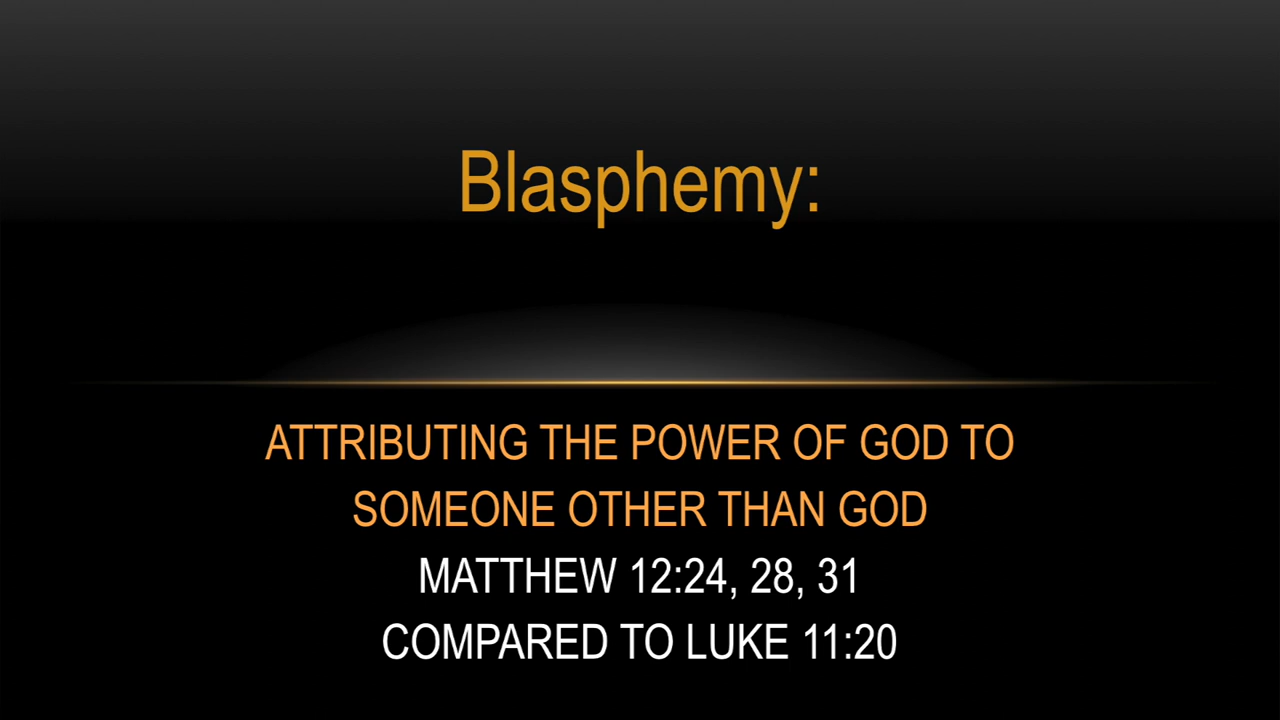 Blasphemy:
ATTRIBUTING THE POWER OF GOD TO
SOMEONE OTHER THAN GOD
MATTHEW 12:24, 28, 31
COMPARED TO LUKE 11:20